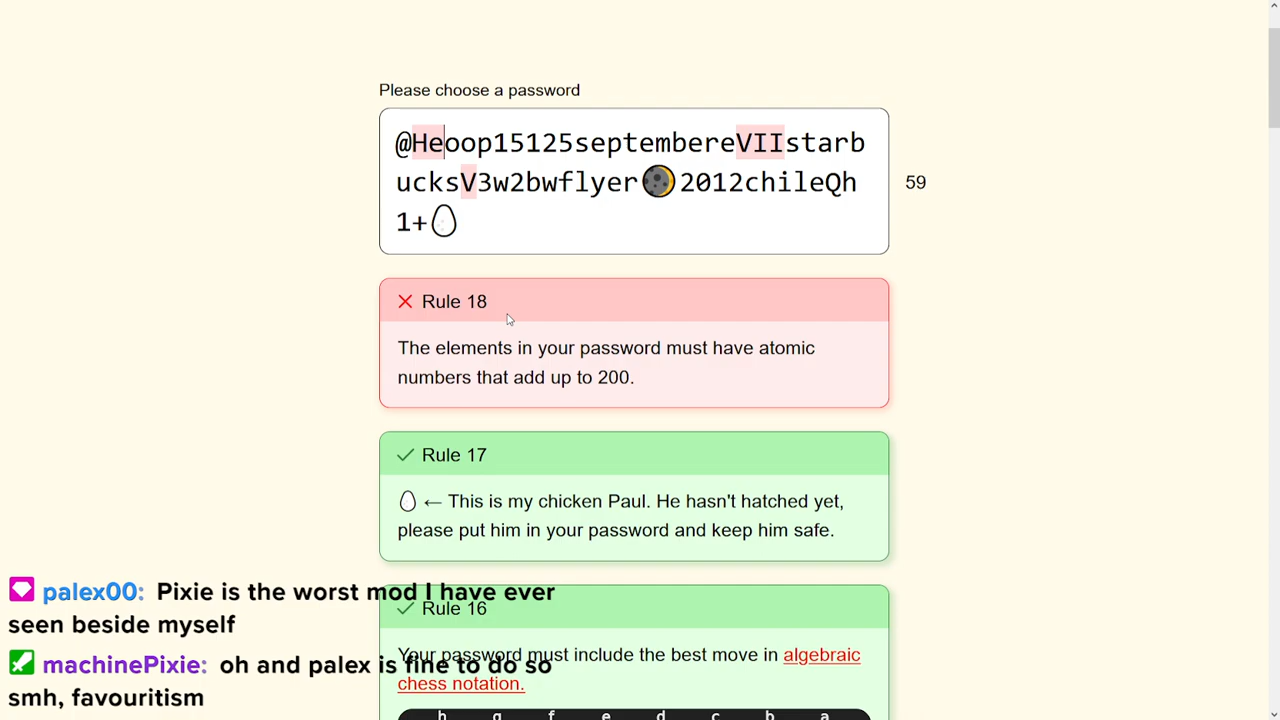 Please choose a password
@Heoop15125septembereVIIstarb
ucksV3w2bwflyer🌘2012chileQh
1+🥚
59
Rule 18
The elements in your password must have atomic
numbers that add up to 200.
Rule 17
🥚 ← This is my chicken Paul. He hasn't hatched yet,
please put him in your password and keep him safe.
Rule 16
Your password must include the best move in algebraic
chess notation.
h g f e d c b a
palex00: Pixie is the worst mod I have ever
seen beside myself
machinePixie: oh and palex is fine to do so
smh, favouritism